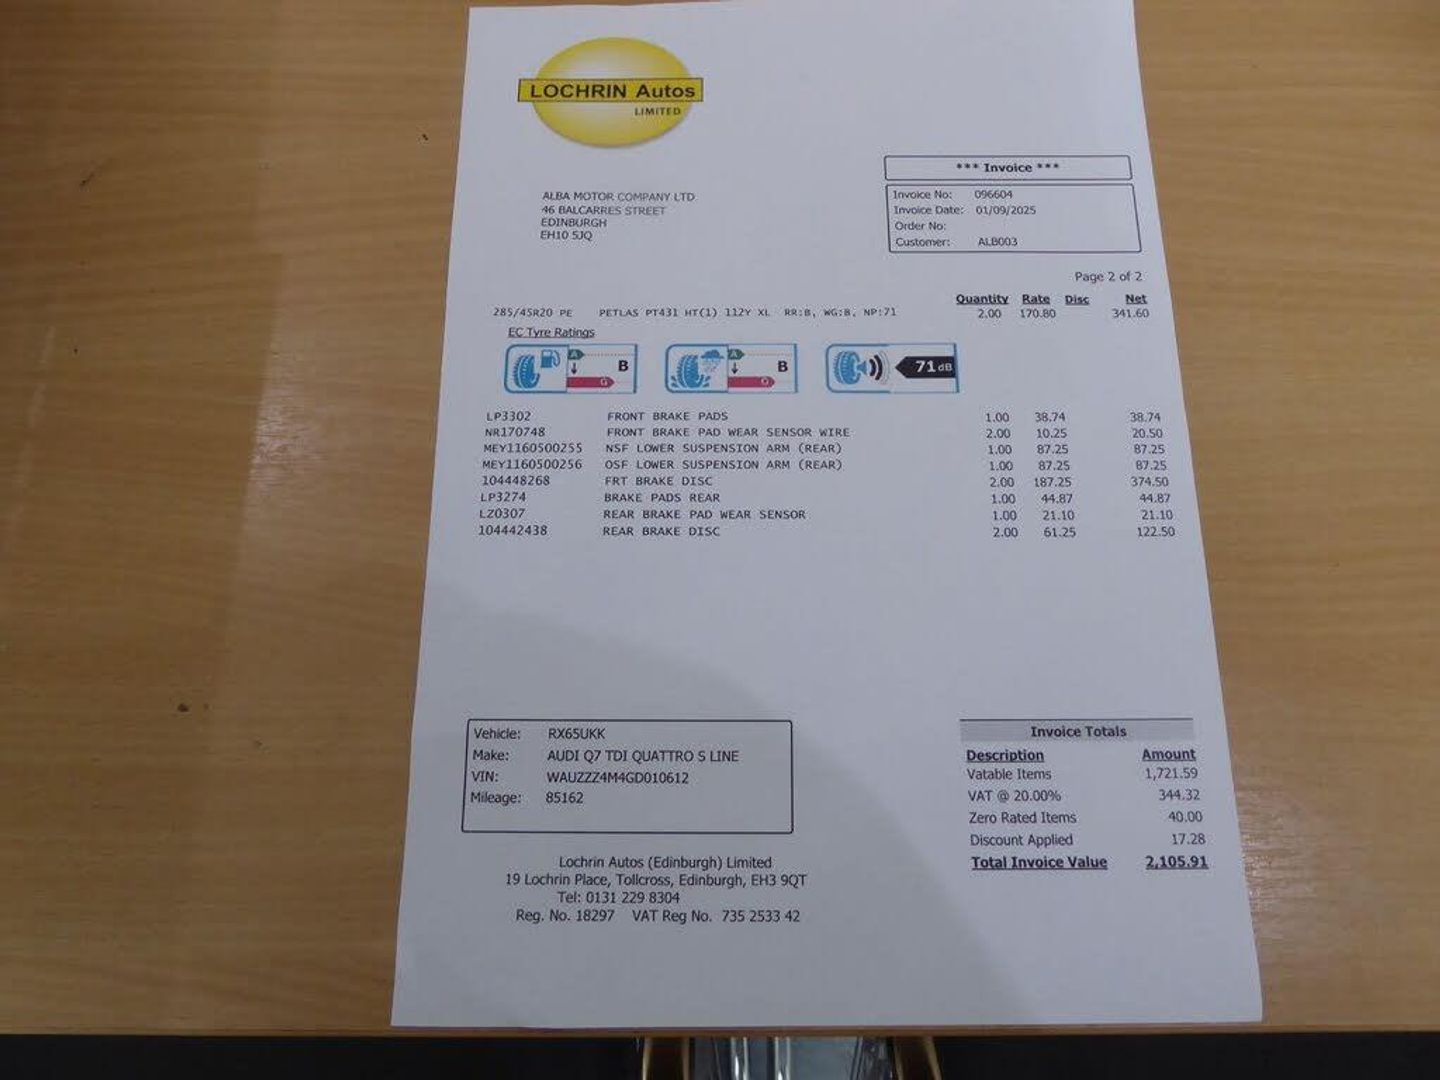 LOCHRIN Autos
LIMITED
*** Invoice ***
ALBA MOTOR COMPANY LTD
46 BALCARRES STREET
EDINBURGH
EH10 5JQ
Invoice No: 096604
Invoice Date: 01/09/2025
Order No:
Customer: ALB003
Page 2 of 2
Quantity Rate Disc Net
285/45R20 PE PETLAS PT431 HT(1) 112Y XL RR:B, WG:B, NP:71 2.00 170.80 341.60
EC Tyre Ratings
A G B A G B 71 dB
LP3302 FRONT BRAKE PADS 1.00 38.74 38.74
NR170748 FRONT BRAKE PAD WEAR SENSOR WIRE 2.00 10.25 20.50
MEY1160500255 NSF LOWER SUSPENSION ARM (REAR) 1.00 87.25 87.25
MEY1160500256 OSF LOWER SUSPENSION ARM (REAR) 1.00 87.25 87.25
104448268 FRT BRAKE DISC 2.00 187.25 374.50
LP3274 BRAKE PADS REAR 1.00 44.87 44.87
LZ0307 REAR BRAKE PAD WEAR SENSOR 1.00 21.10 21.10
104442438 REAR BRAKE DISC 2.00 61.25 122.50
Vehicle: RX65UKK
Make: AUDI Q7 TDI QUATTRO S LINE
VIN: WAUZZZ4M4GD010612
Mileage: 85162
Invoice Totals
Description Amount
Vatable Items 1,721.59
VAT @ 20.00% 344.32
Zero Rated Items 40.00
Discount Applied 17.28
Total Invoice Value 2,105.91
Lochrin Autos (Edinburgh) Limited
19 Lochrin Place, Tollcross, Edinburgh, EH3 9QT
Tel: 0131 229 8304
Reg. No. 18297 VAT Reg No. 735 2533 42